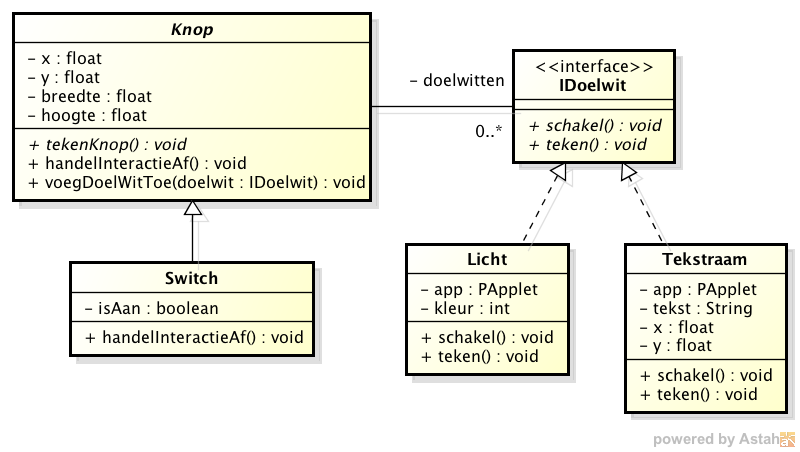 Knop
- x : float
- y : float
- breedte : float
- hoogte : float
+ tekenKnop() : void
+ handelInteractieAf() : void
+ voegDoelWitToe(doelwit : IDoelwit) : void
- doelwitten
0..*
<<interface>>
IDoelwit
+ schakel() : void
+ teken() : void
Switch
- isAan : boolean
+ handelInteractieAf() : void
Licht
- app : PApplet
- kleur : int
+ schakel() : void
+ teken() : void
Tekstraam
- app : PApplet
- tekst : String
- x : float
- y : float
+ schakel() : void
+ teken() : void
powered by Astah